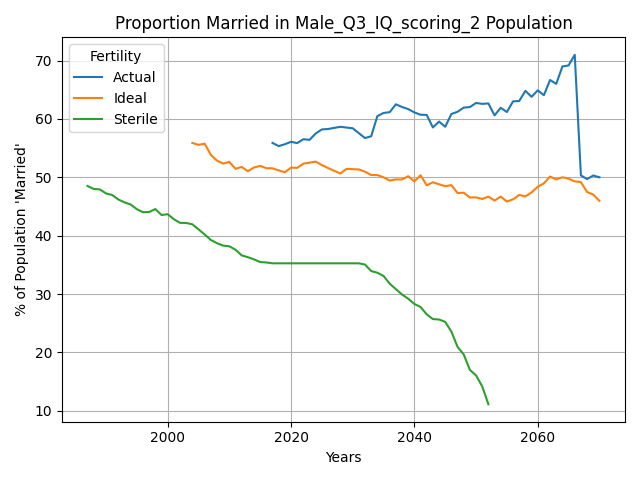 Proportion Married in Male_Q3_IQ_scoring_2 Population
Fertility
Actual
Ideal
Sterile
% of Population 'Married'
70
60
50
40
30
20
10
2000
2020
2040
2060
Years